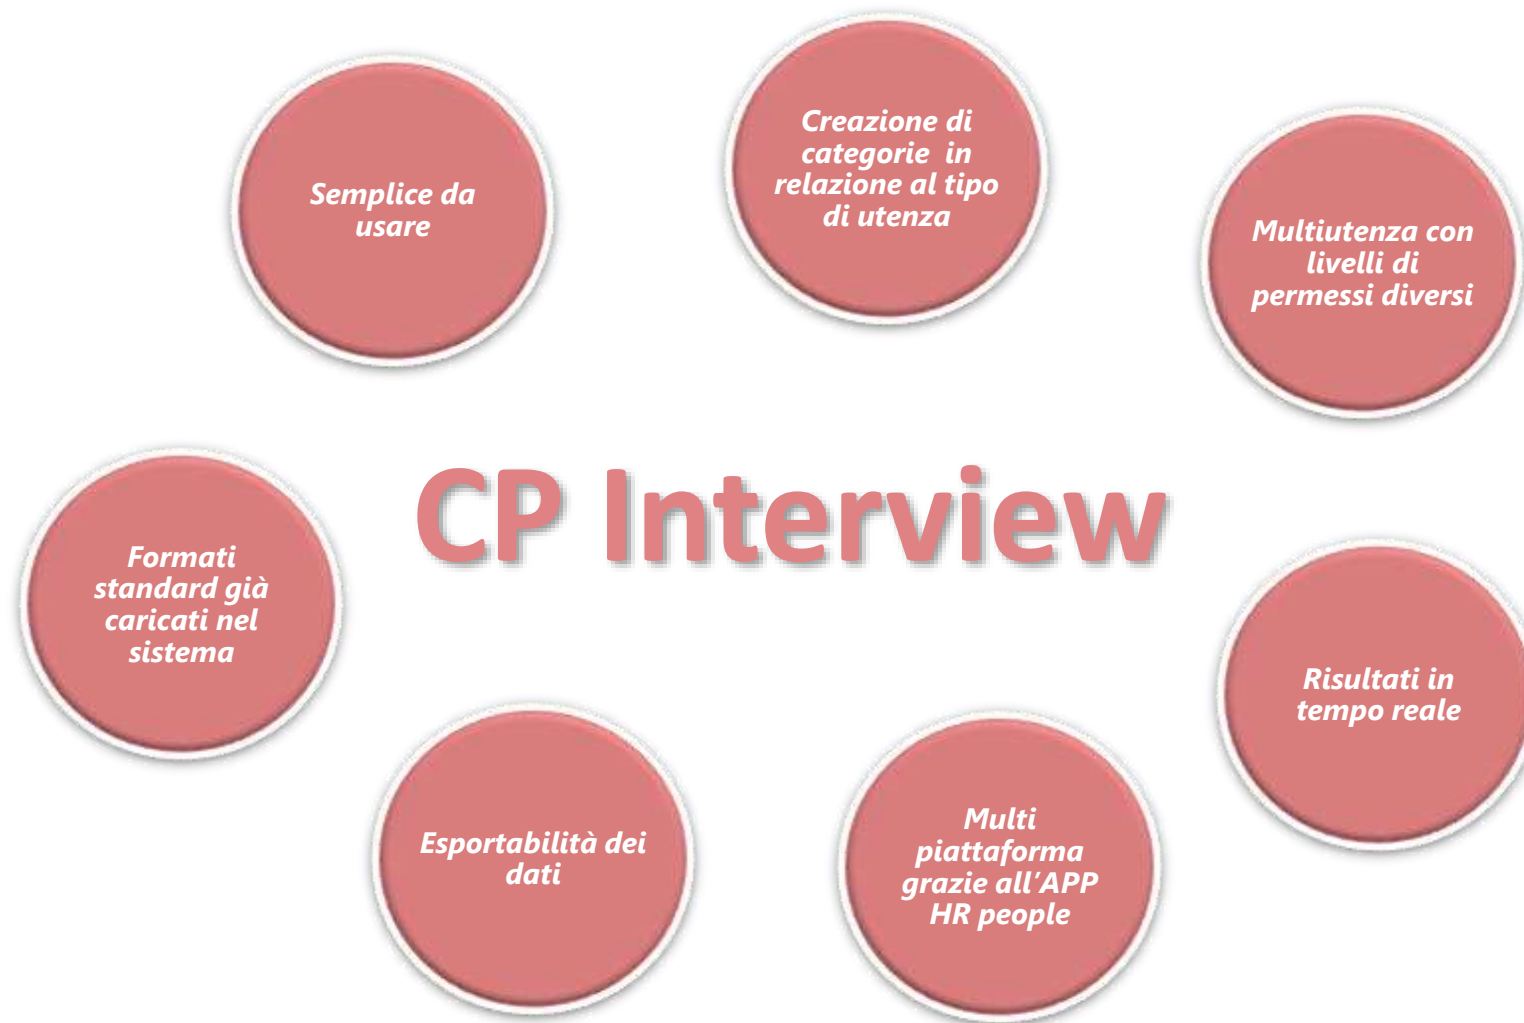 Semplice da
usare
Creazione di
categorie in
relazione al tipo
di utenza
Multiutenza con
livelli di
permessi diversi
CP Interview
Formati
standard già
caricati nel
sistema
Risultati in
tempo reale
Esportabilità dei
dati
Multi
piattaforma
grazie all’APP
HR people